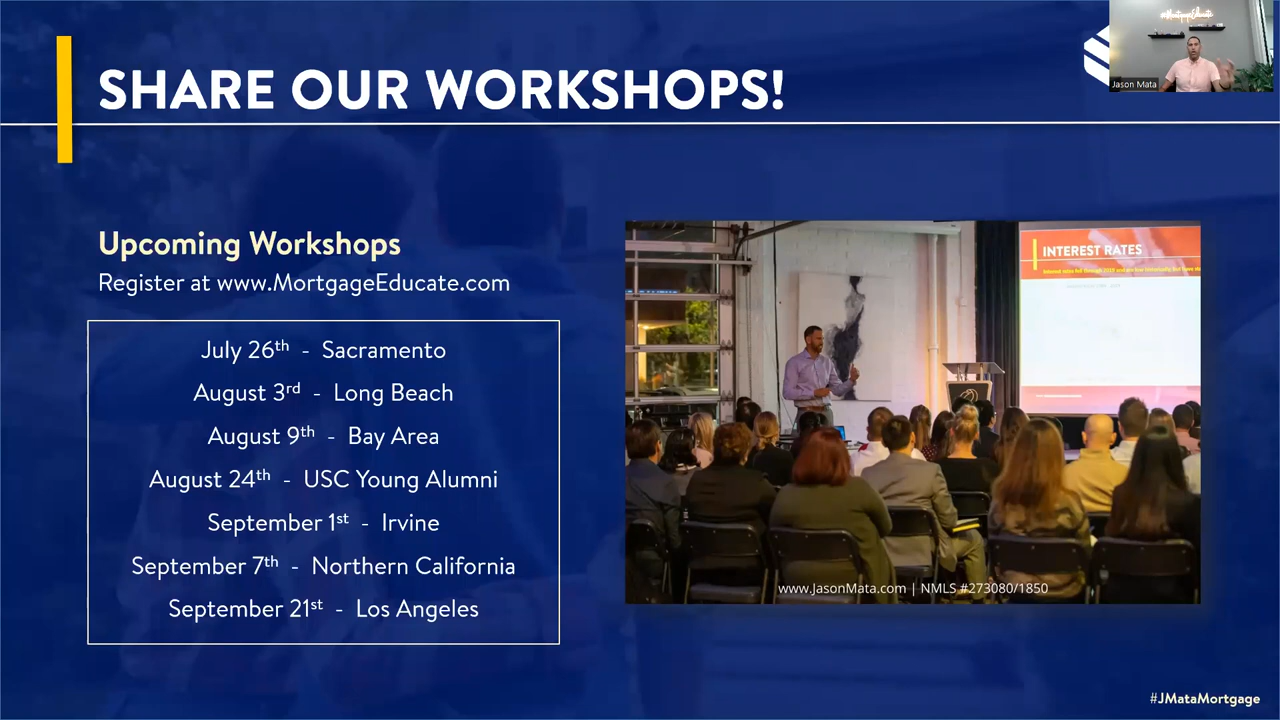 SHARE OUR WORKSHOPS!
#MortgageEducate
Jason Mata
Upcoming Workshops
Register at www.MortgageEducate.com
July 26th - Sacramento
August 3rd - Long Beach
August 9th - Bay Area
August 24th - USC Young Alumni
September 1st - Irvine
September 7th - Northern California
September 21st - Los Angeles
INTEREST RATES
www.JasonMata.com | NMLS #273080/1850
#JMataMortgage